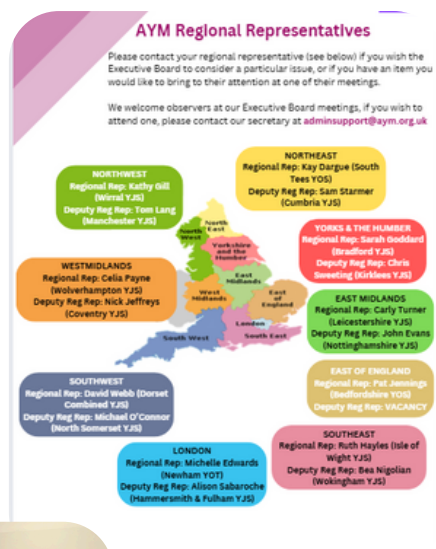 AYM Regional Representatives
Please contact your regional representative (see below) if you wish the
Executive Board to consider a particular issue, or if you have an item you
would like to bring to their attention at one of their meetings.
We welcome observers at our Executive Board meetings, if you wish to
attend one, please contact our secretary at adminsupport@aym.org.uk
NORTHWEST
Regional Rep: Kathy Gill
(Wirral YJS)
Deputy Reg Rep: Tom Lang
(Manchester YJS)
NORTHEAST
Regional Rep: Kay Dargue (South
Tees YOS)
Deputy Reg Rep: Sam Starmer
(Cumbria YJS)
YORKS & THE HUMBER
Regional Rep: Sarah Goddard
(Bradford YJS)
Deputy Reg Rep: Chris
Sweeting (Kirklees YJS)
WESTMIDLANDS
Regional Rep: Celia Payne
(Wolverhampton YJS)
Deputy Reg Rep: Nick Jeffreys
(Coventry YJS)
EAST MIDLANDS
Regional Rep: Carly Turner
(Leicestershire YJS)
Deputy Reg Rep: John Evans
(Nottinghamshire YJS)
EAST OF ENGLAND
Regional Rep: Pat Jennings
(Bedfordshire YOS)
Deputy Reg Rep: VACANCY
SOUTHWEST
Regional Rep: David Webb (Dorset
Combined YJS)
Deputy Reg Rep: Michael O'Connor
(North Somerset YJS)
SOUTHEAST
Regional Rep: Ruth Hayles (Isle of
Wight YJS)
Deputy Reg Rep: Bea Nigolian
(Wokingham YJS)
LONDON
Regional Rep: Michelle Edwards
(Newham YOT)
Deputy Reg Rep: Alison Sabaroche
(Hammersmith & Fulham YJS)
North
East
North
West
Yorkshire
and the
Humber
East
Midlands
West
Midlands
East
of
England
London
South West
South East